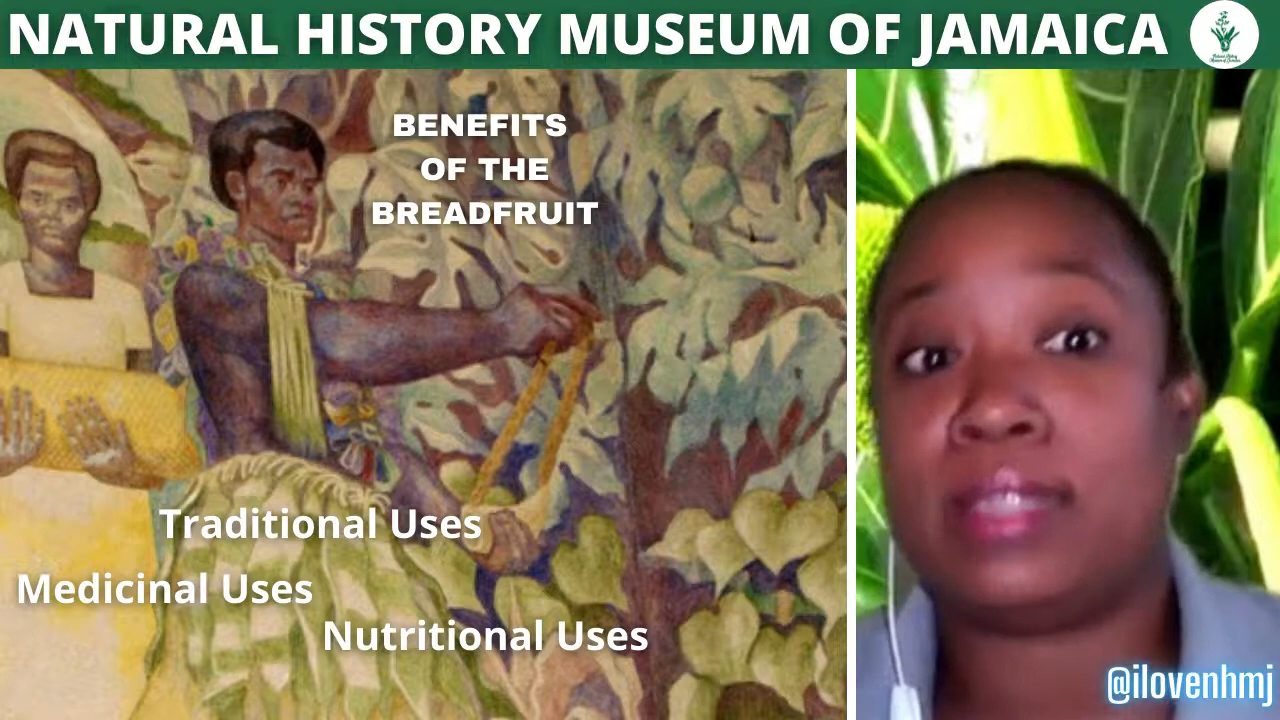 NATURAL HISTORY MUSEUM OF JAMAICA
BENEFITS
OF THE
BREADFRUIT
Traditional Uses
Medicinal Uses
Nutritional Uses
@ilovenhmj